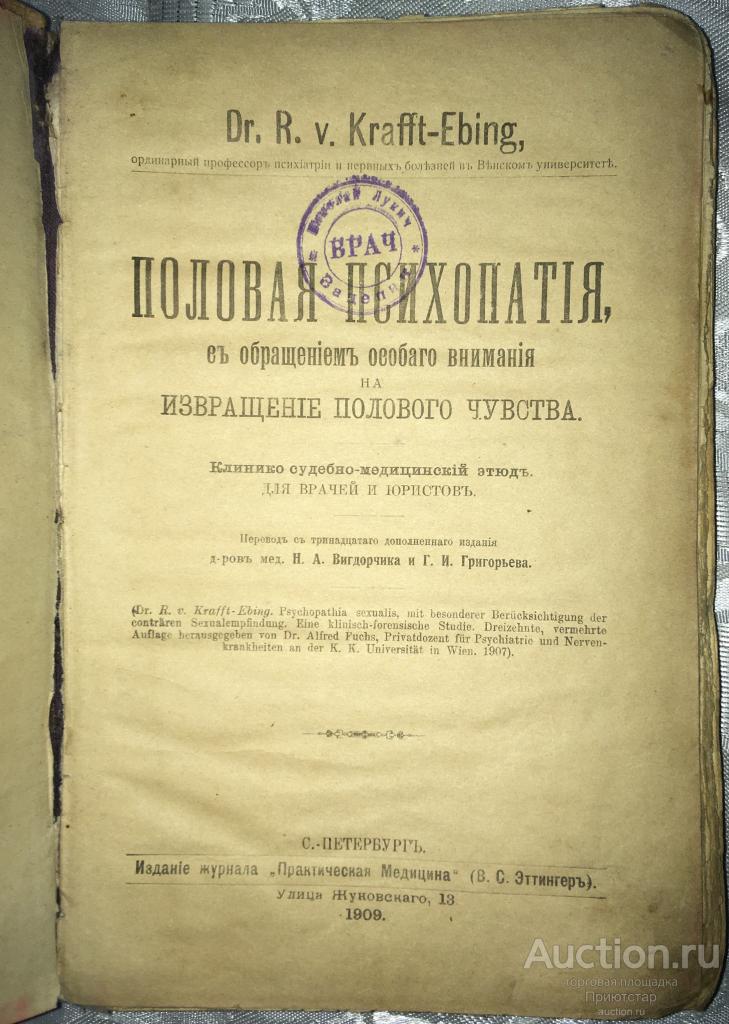 Dr. R. v. Krafft-Ebing,
ординарный профессоръ психіатріи и нервныхъ болѣзней въ Вѣнскомъ университетѣ.
Николай Лукич
ВРАЧ
ПОЛОВАЯ ПСИХОПАТІЯ,
съ обращеніемъ особаго вниманія
НА
ИЗВРАЩЕНІЕ ПОЛОВОГО ЧУВСТВА.
Клинико судебно-медицинскій этюдъ.
ДЛЯ ВРАЧЕЙ И ЮРИСТОВЪ.
Переводъ съ тринадцатаго дополненнаго изданія
д-ровъ мед. Н. А. Вигдорчика и Г. И. Григорьева.
(Dr. R. v. Krafft-Ebing. Psychopathia sexualis, mit besonderer Berücksichtigung der
conträren Sexualempfindung. Eine klinisch-forensische Studie. Dreizehnte, vermehrte
Auflage herausgegeben von Dr. Alfred Fuchs, Privatdozent für Psychiatrie und Nerven-
krankheiten an der K. K. Universität in Wien. 1907).
С.-ПЕТЕРБУРГЪ.
Изданіе журнала „Практическая Медицина" (В. С. Эттингеръ).
Улица Жуковскаго, 13
1909.
Auction.ru
торговая площадка
Приютстар
auction.ru